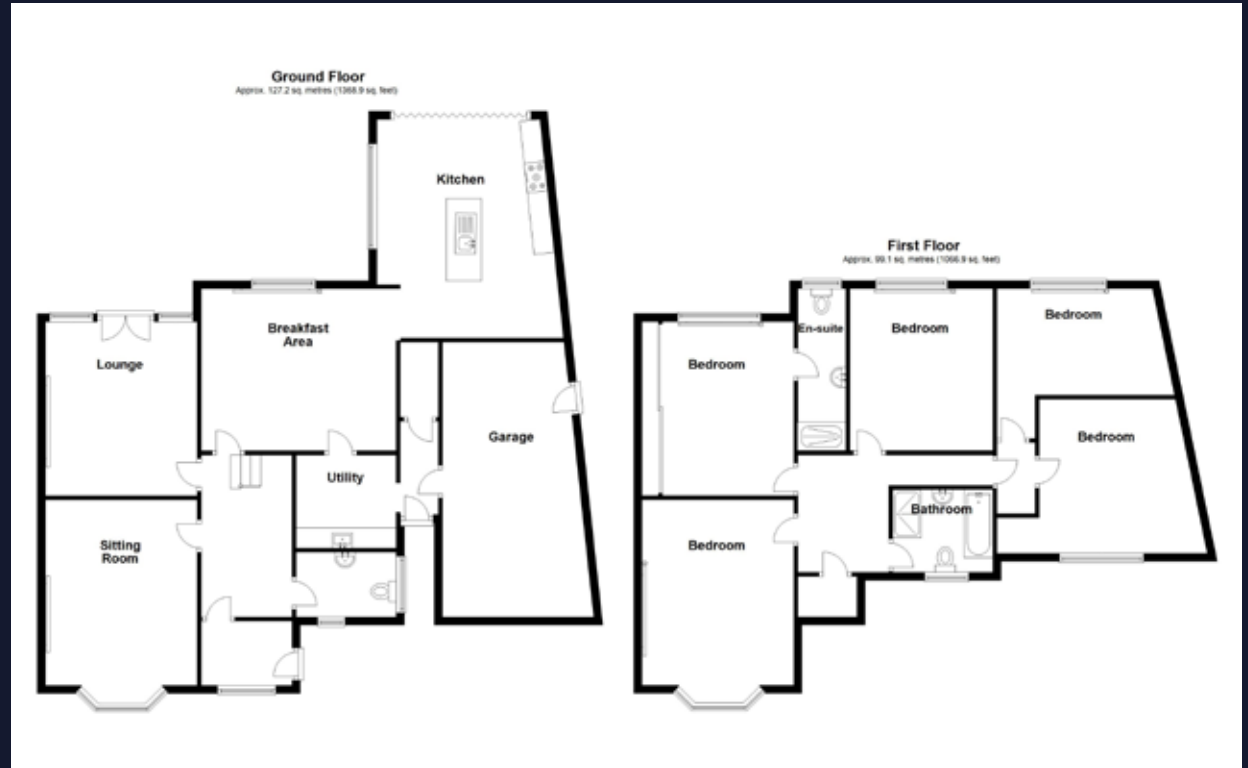 Ground Floor
Approx. 127.2 sq. metres (1368.9 sq. feet)
Kitchen
Breakfast
Area
Lounge
Garage
Utility
Sitting
Room
First Floor
Approx. 99.1 sq. metres (1066.9 sq. feet)
En-suite
Bedroom
Bedroom
Bedroom
Bedroom
Bathroom
Bedroom